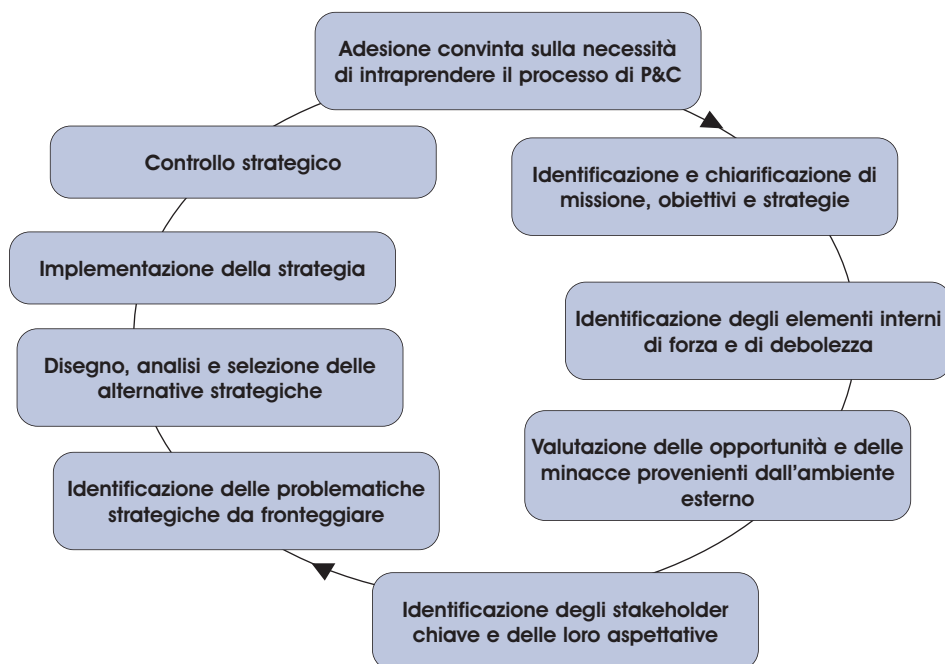 Adesione convinta sulla necessità
di intraprendere il processo di P&C
Identificazione e chiarificazione di
missione, obiettivi e strategie
Identificazione degli elementi interni
di forza e di debolezza
Valutazione delle opportunità e delle
minacce provenienti dall'ambiente
esterno
Identificazione degli stakeholder
chiave e delle loro aspettative
Identificazione delle problematiche
strategiche da fronteggiare
Disegno, analisi e selezione delle
alternative strategiche
Implementazione della strategia
Controllo strategico